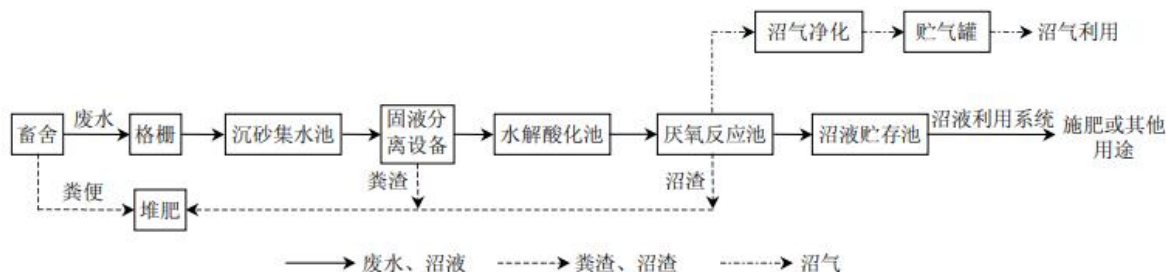 沼气净化
贮气罐
沼气利用
畜舍
废水
格栅
沉砂集水池
固液分
离设备
水解酸化池
厌氧反应池
沼液贮存池
沼液利用系统
施肥或其他
用途
粪便
堆肥
粪渣
沼渣
废水、沼液
粪渣、沼渣
沼气